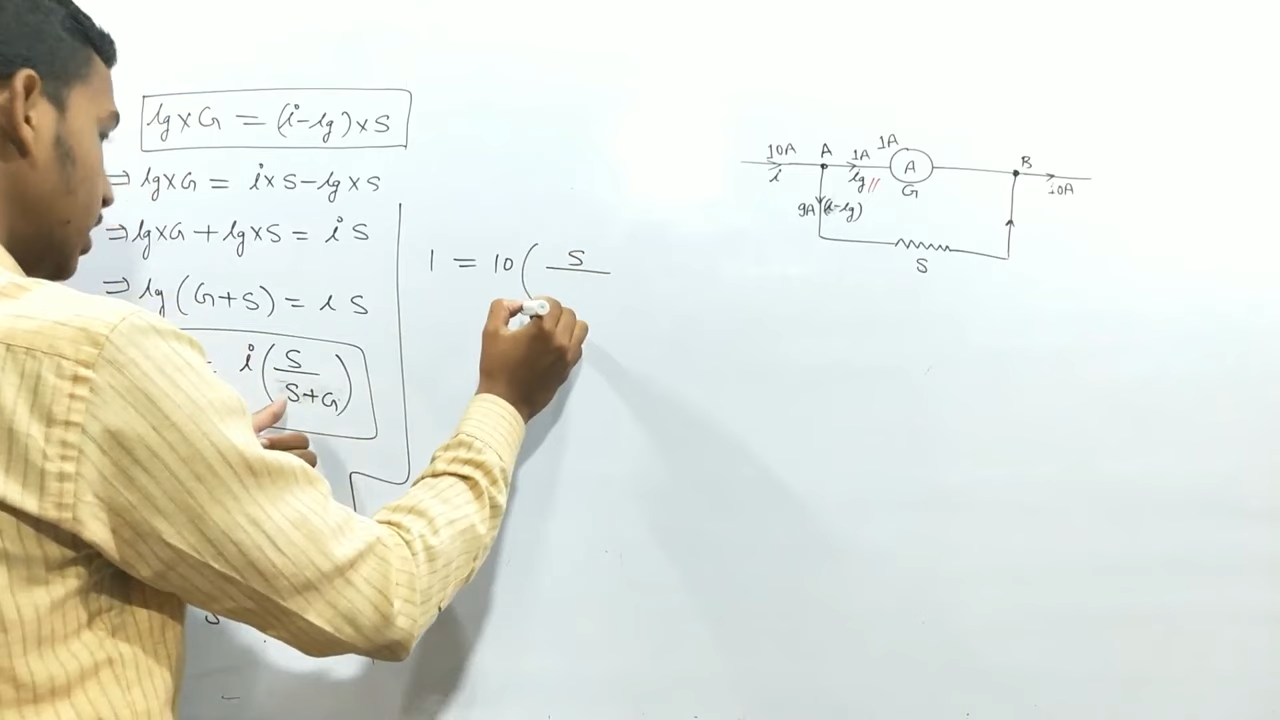 Ig×G = (i-Ig)×S
⇒ Ig×G = i×S-Ig×S
⇒ Ig×G + Ig×S = i S
⇒ Ig (G+S) = i S
= i(S/S+G)
1 = 10 ( S
10A A 1A 1A B
i Ig A 10A
G
9A (i-Ig)
S